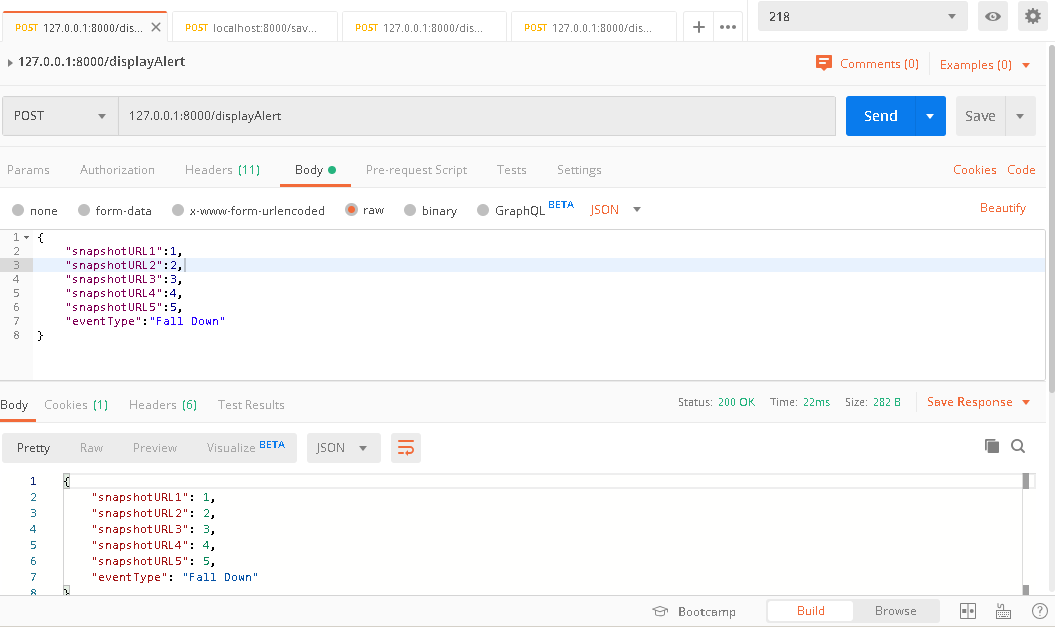 POST 127.0.0.1:8000/dis...
POST localhost:8000/sav...
POST 127.0.0.1:8000/dis...
POST 127.0.0.1:8000/dis...
218
127.0.0.1:8000/displayAlert
Comments (0)
Examples (0)
POST
127.0.0.1:8000/displayAlert
Send
Save
Params
Authorization
Headers (11)
Body
Pre-request Script
Tests
Settings
Cookies
Code
none
form-data
x-www-form-urlencoded
raw
binary
GraphQL BETA
JSON
Beautify
1 {
2 "snapshotURL1":1,
3 "snapshotURL2":2,
4 "snapshotURL3":3,
5 "snapshotURL4":4,
6 "snapshotURL5":5,
7 "eventType":"Fall Down"
8 }
Body
Cookies (1)
Headers (6)
Test Results
Status: 200 OK
Time: 22ms
Size: 282 B
Save Response
Pretty
Raw
Preview
Visualize BETA
JSON
1 {
2 "snapshotURL1": 1,
3 "snapshotURL2": 2,
4 "snapshotURL3": 3,
5 "snapshotURL4": 4,
6 "snapshotURL5": 5,
7 "eventType": "Fall Down"
8 }
Bootcamp
Build
Browse